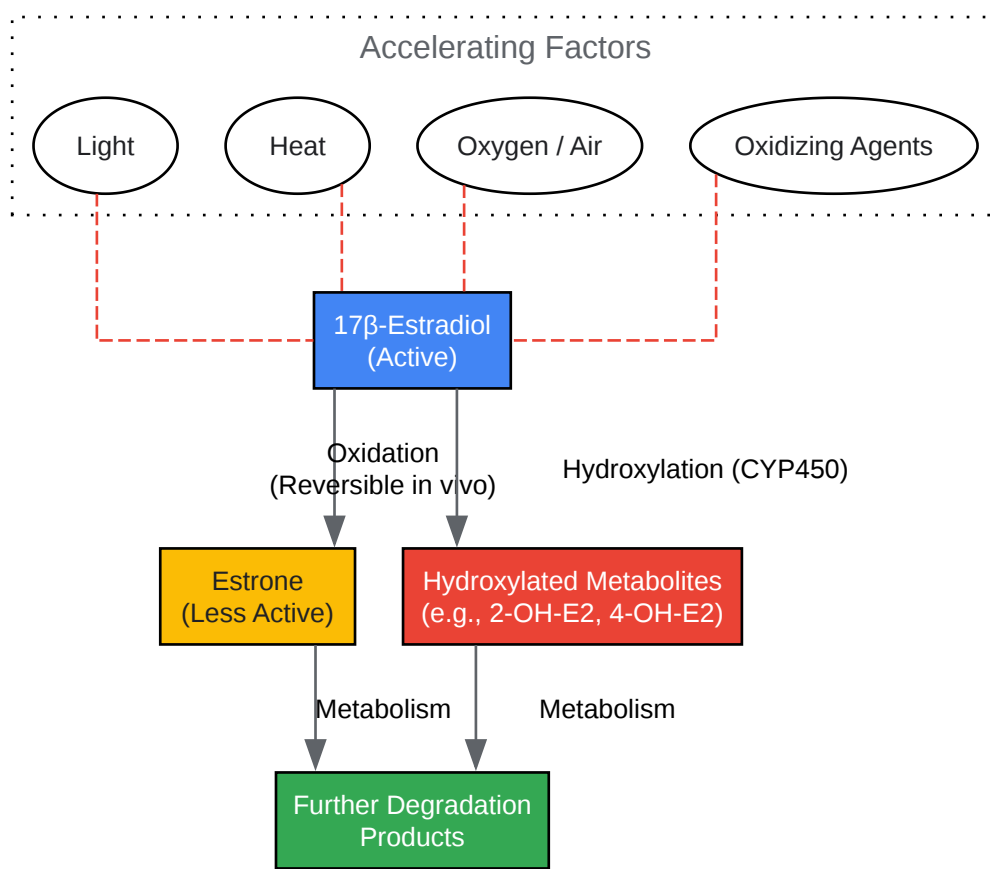 Accelerating Factors
Light
Heat
Oxygen / Air
Oxidizing Agents
17β-Estradiol
(Active)
Oxidation
(Reversible in vivo)
Hydroxylation (CYP450)
Estrone
(Less Active)
Hydroxylated Metabolites
(e.g., 2-OH-E2, 4-OH-E2)
Metabolism
Metabolism
Further Degradation
Products